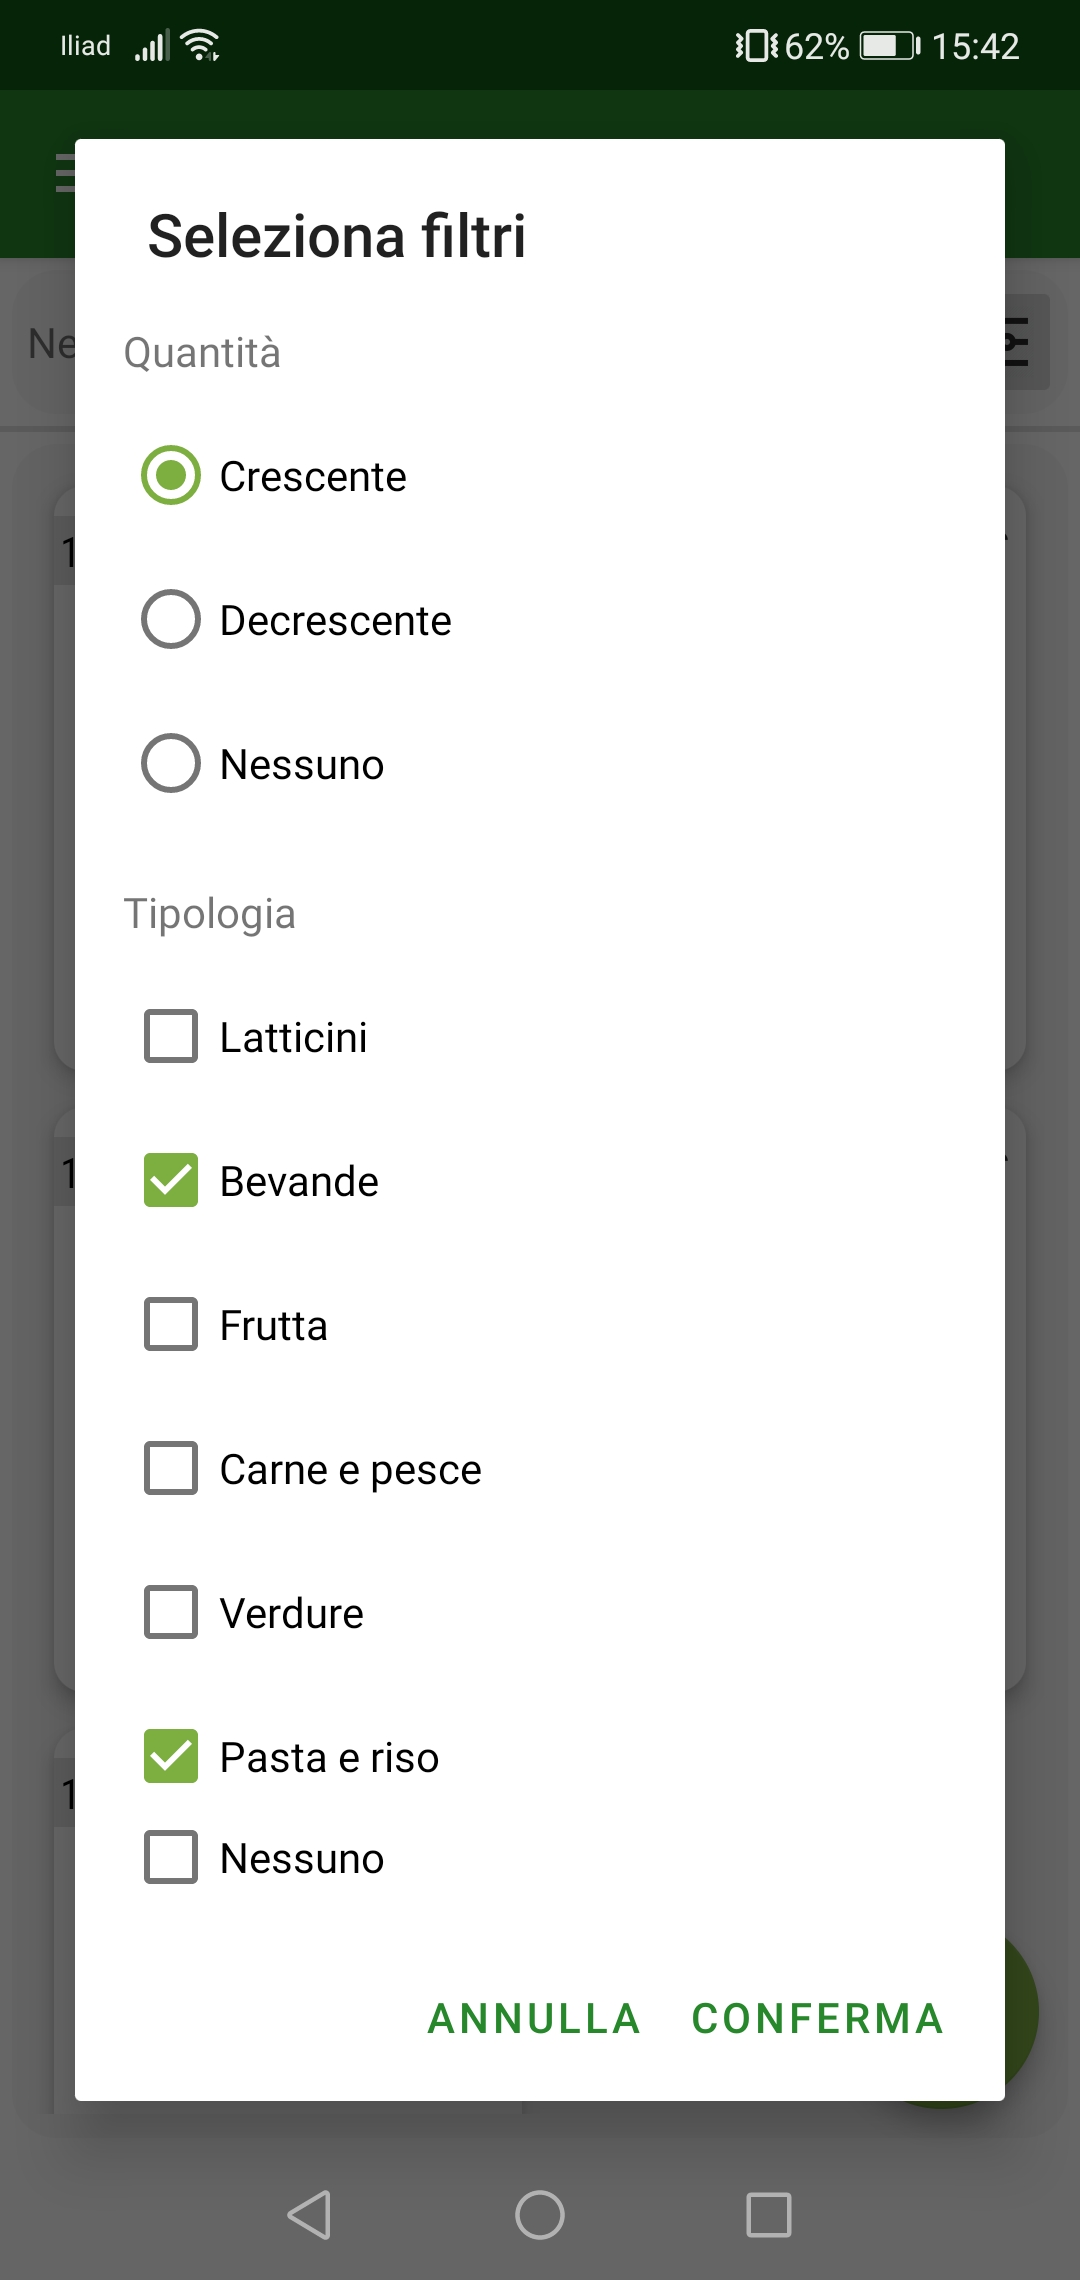 Iliad 62% 15:42
Seleziona filtri
Quantità
Ne
Crescente
1
Decrescente
Nessuno
Tipologia
Latticini
1
Bevande
Frutta
Carne e pesce
Verdure
Pasta e riso
1
Nessuno
ANNULLA CONFERMA